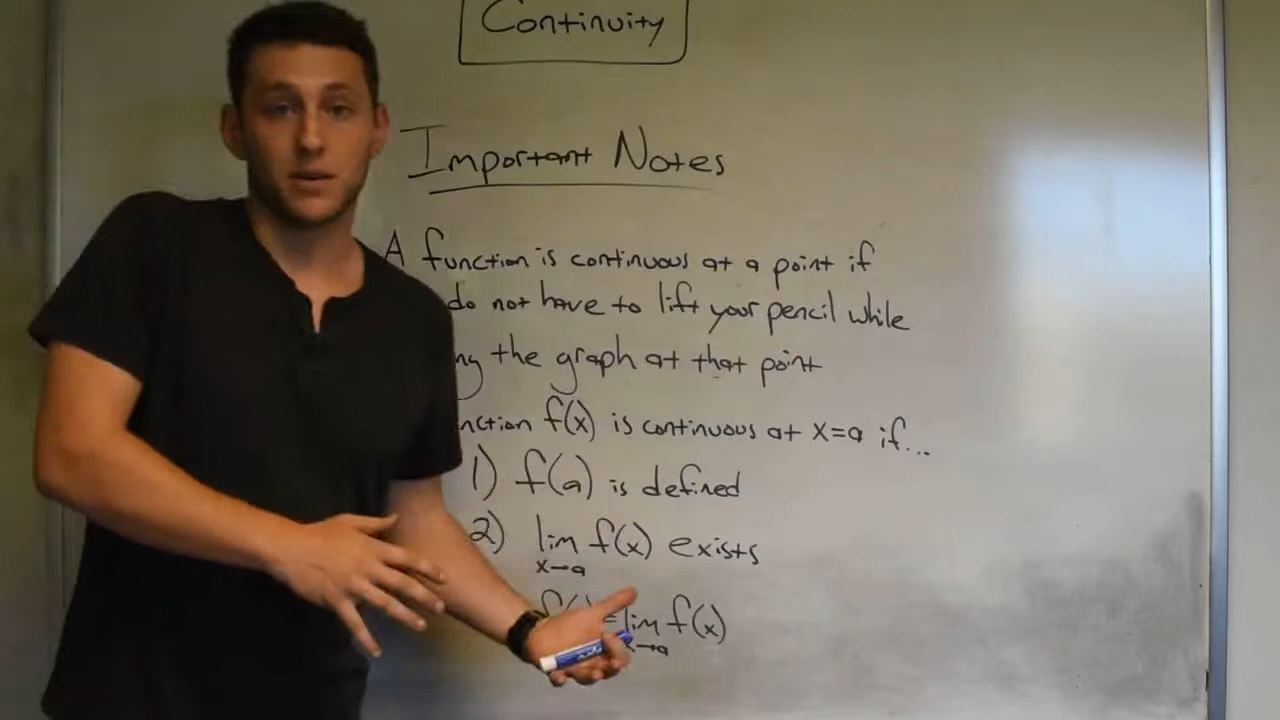 Continuity
Important Notes
A function is continuous at a point if
do not have to lift your pencil while
the graph at that point
f(x) is continuous at x=a if...
1) f(a) is defined
2) lim f(x) exists
x→a
= lim f(x)
x→a